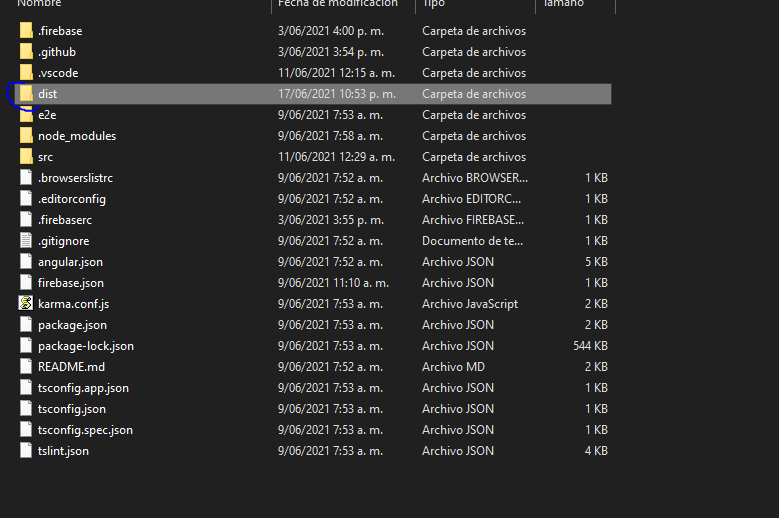 Nombre Fecha de modificación Tipo Tamaño
.firebase 3/06/2021 4:00 p. m. Carpeta de archivos
.github 3/06/2021 3:54 p. m. Carpeta de archivos
.vscode 11/06/2021 12:15 a. m. Carpeta de archivos
dist 17/06/2021 10:53 p. m. Carpeta de archivos
e2e 9/06/2021 7:53 a. m. Carpeta de archivos
node_modules 9/06/2021 7:58 a. m. Carpeta de archivos
src 11/06/2021 12:29 a. m. Carpeta de archivos
.browserslistrc 9/06/2021 7:52 a. m. Archivo BROWSER... 1 KB
.editorconfig 9/06/2021 7:52 a. m. Archivo EDITORC... 1 KB
.firebaserc 3/06/2021 3:55 p. m. Archivo FIREBASE... 1 KB
.gitignore 9/06/2021 7:52 a. m. Documento de te... 1 KB
angular.json 9/06/2021 7:52 a. m. Archivo JSON 5 KB
firebase.json 9/06/2021 11:10 a. m. Archivo JSON 1 KB
karma.conf.js 9/06/2021 7:53 a. m. Archivo JavaScript 2 KB
package.json 9/06/2021 7:53 a. m. Archivo JSON 2 KB
package-lock.json 9/06/2021 7:53 a. m. Archivo JSON 544 KB
README.md 9/06/2021 7:52 a. m. Archivo MD 2 KB
tsconfig.app.json 9/06/2021 7:53 a. m. Archivo JSON 1 KB
tsconfig.json 9/06/2021 7:53 a. m. Archivo JSON 1 KB
tsconfig.spec.json 9/06/2021 7:53 a. m. Archivo JSON 1 KB
tslint.json 9/06/2021 7:53 a. m. Archivo JSON 4 KB